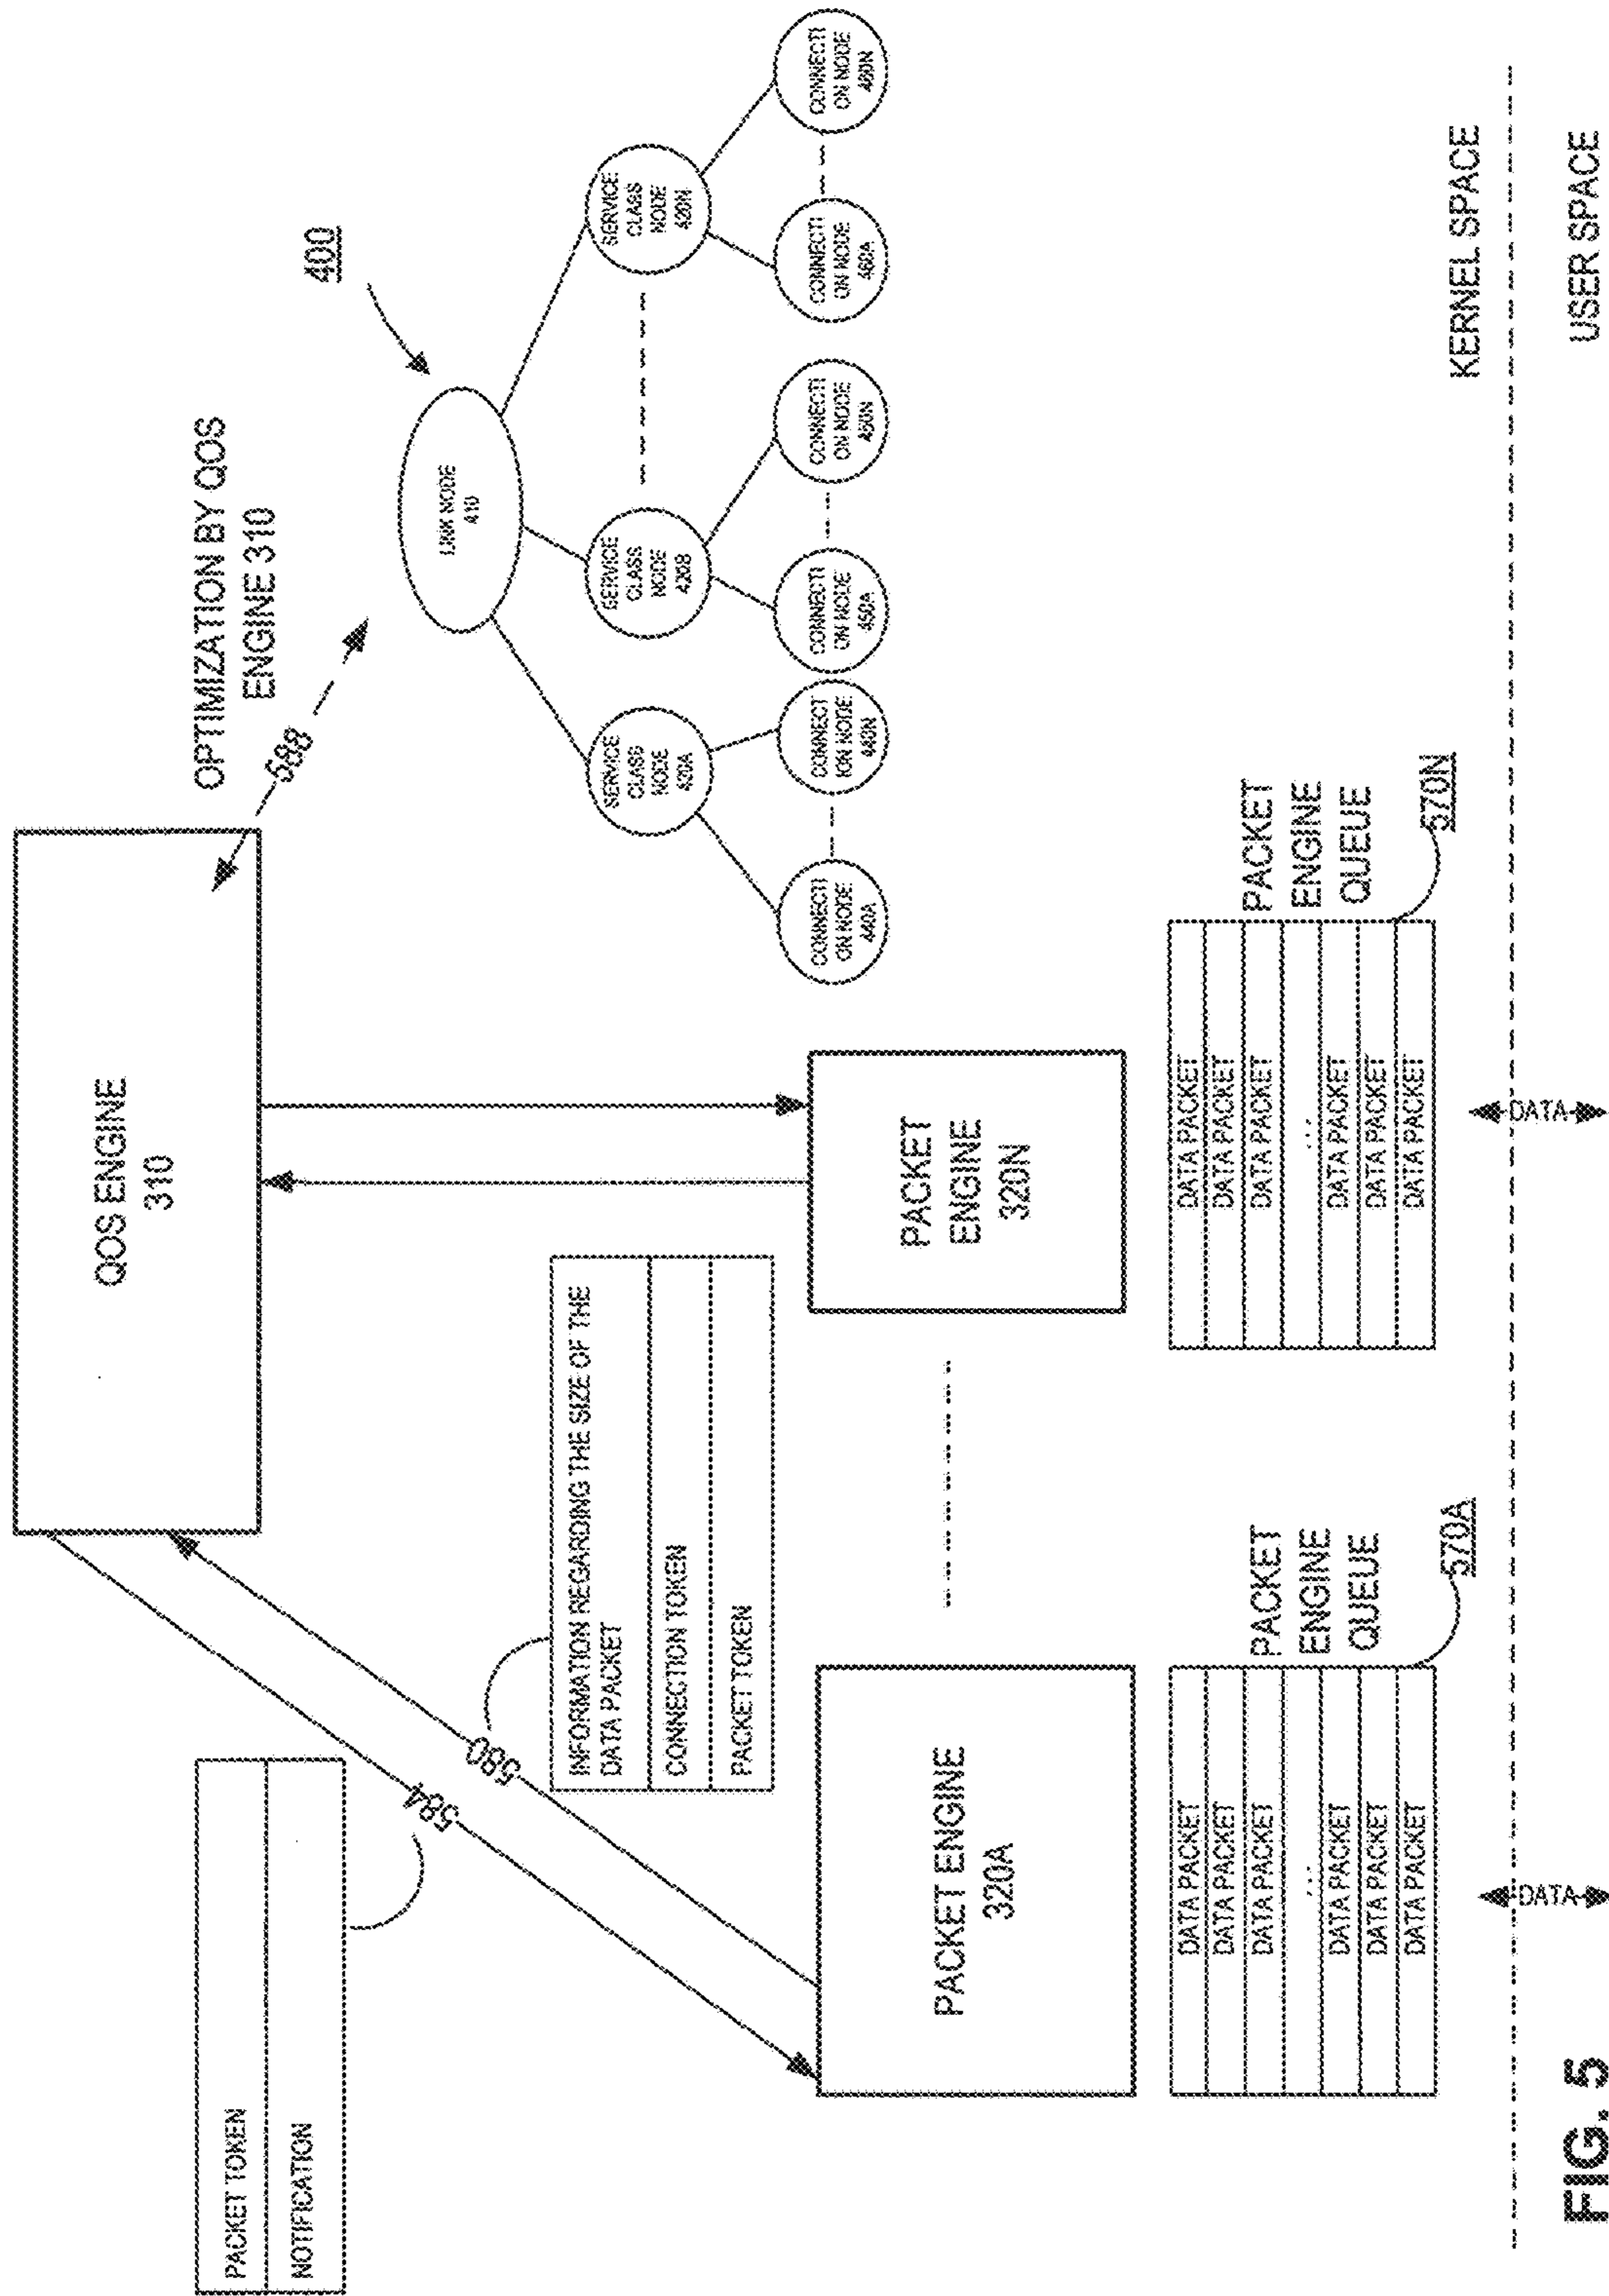 QOS ENGINE
310
OPTIMIZATION BY QOS
ENGINE 310
588
400
PACKET TOKEN
NOTIFICATION
584
580
INFORMATION REGARDING THE SIZE OF THE
DATA PACKET
CONNECTION TOKEN
PACKET TOKEN
LINK NODE
410
SERVICE
CLASS
NODE
420A
SERVICE
CLASS
NODE
420B
SERVICE
CLASS
NODE
420N
CONNECTI
ON NODE
440A
CONNECT
ION NODE
440N
CONNECTI
ON NODE
450A
CONNECTI
ON NODE
450N
CONNECTI
ON NODE
460A
CONNECTI
ON NODE
460N
PACKET ENGINE
320A
PACKET
ENGINE
320N
DATA PACKET
DATA PACKET
DATA PACKET
...
DATA PACKET
DATA PACKET
DATA PACKET
PACKET
ENGINE
QUEUE
570A
DATA PACKET
DATA PACKET
DATA PACKET
...
DATA PACKET
DATA PACKET
DATA PACKET
PACKET
ENGINE
QUEUE
570N
KERNEL SPACE
DATA
DATA
USER SPACE
FIG. 5